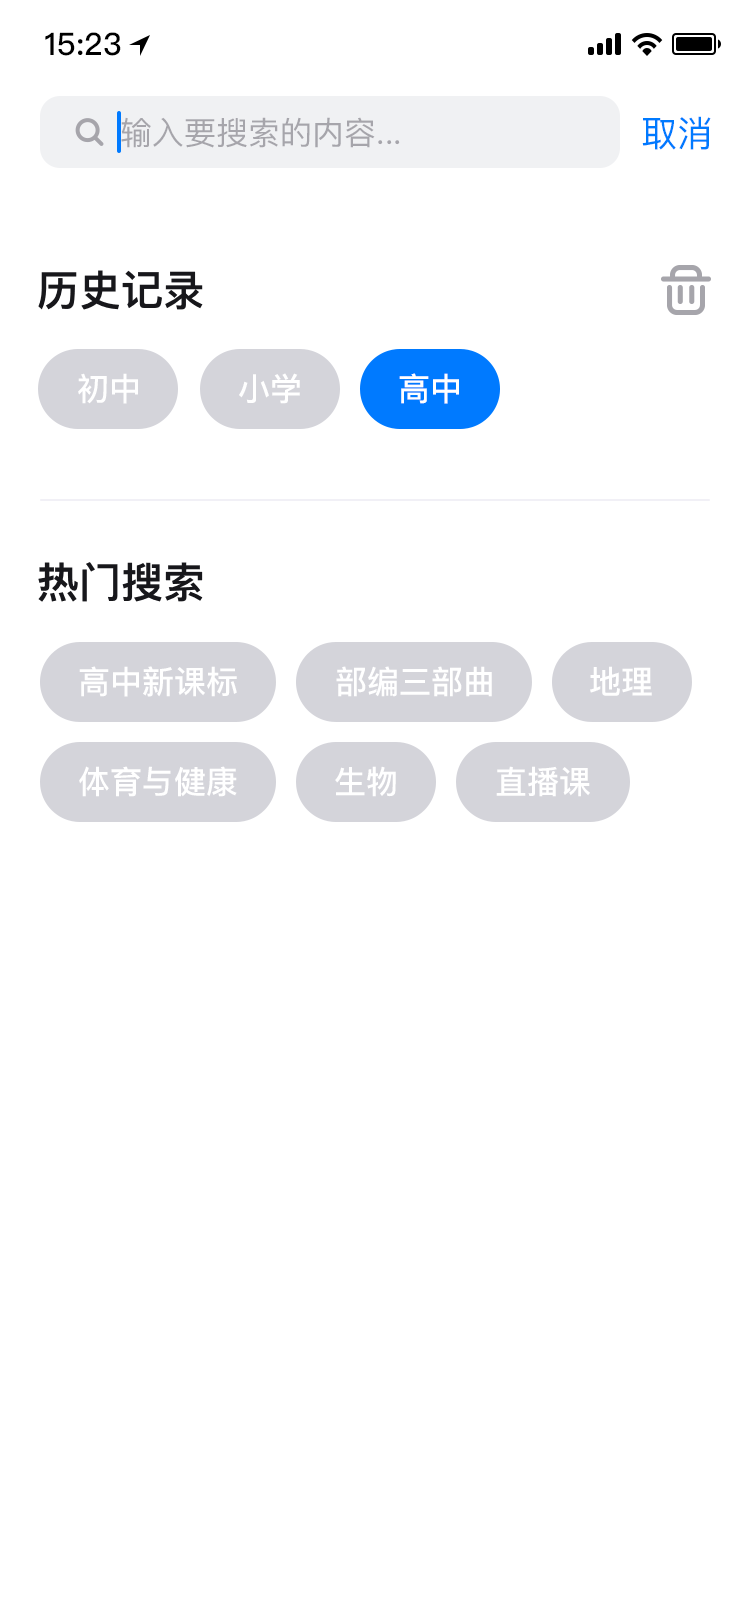 15:23
输入要搜索的内容... 取消
历史记录
初中 小学 高中
热门搜索
高中新课标 部编三部曲 地理
体育与健康 生物 直播课